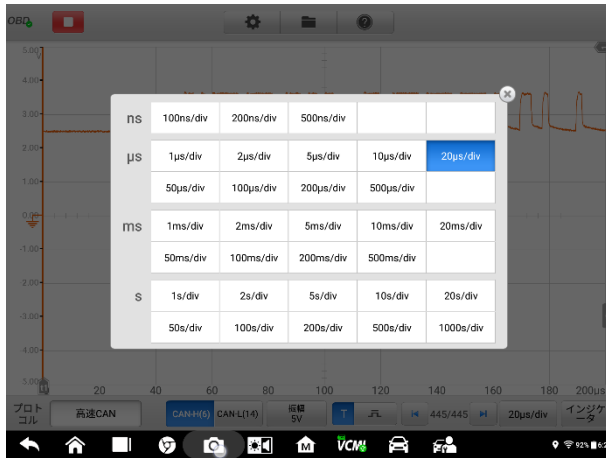 OBD
5.00
V
4.00
3.00
2.00
1.00
0.0
-1.00
-2.00
-3.00
-4.00
ns 100ns/div 200ns/div 500ns/div
µs 1µs/div 2µs/div 5µs/div 10µs/div 20µs/div
50µs/div 100µs/div 200µs/div 500µs/div
ms 1ms/div 2ms/div 5ms/div 10ms/div 20ms/div
50ms/div 100ms/div 200ms/div 500ms/div
s 1s/div 2s/div 5s/div 10s/div 20s/div
50s/div 100s/div 200s/div 500s/div 1000s/div
20 40 60 80 100 120 140 160 180 200us
プロト
コル
高速CAN
CAN-H(6) CAN-L(14)
振幅
5V
T
445/445
20µs/div
インジケ
ータ
M VCMI
92%